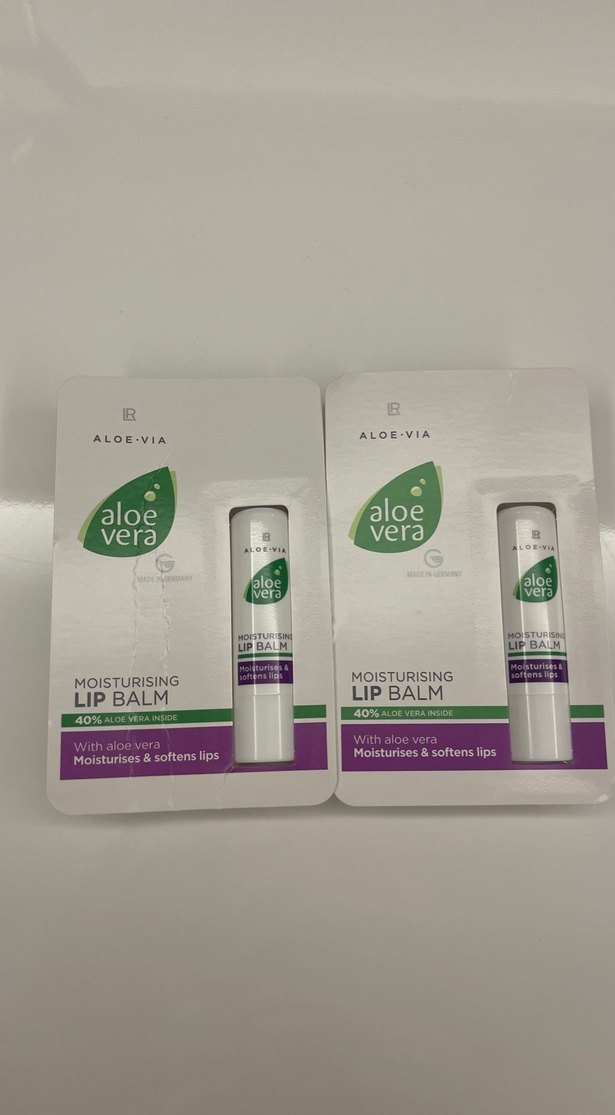 LR
ALOE·VIA
aloe
vera
MADE IN GERMANY
MOISTURISING
LIP BALM
40% ALOE VERA INSIDE
With aloe vera
Moisturises & softens lips
LR
ALOE·VIA
aloe
vera
MOISTURISING
LIP BALM
Moisturises &
softens lips
LR
ALOE·VIA
aloe
vera
MADE IN GERMANY
MOISTURISING
LIP BALM
40% ALOE VERA INSIDE
With aloe vera
Moisturises & softens lips
LR
ALOE·VIA
aloe
vera
MOISTURISING
LIP BALM
Moisturises &
softens lips